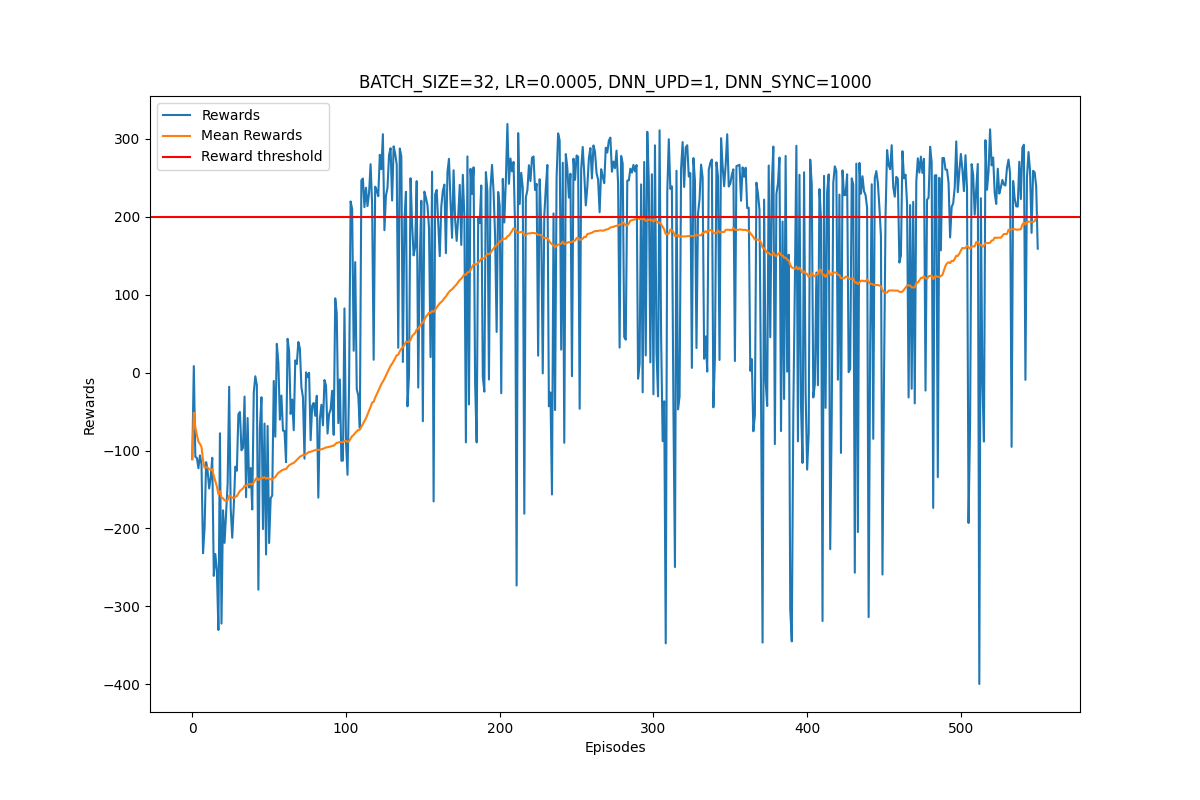 BATCH_SIZE=32, LR=0.0005, DNN_UPD=1, DNN_SYNC=1000
Rewards
Mean Rewards
Reward threshold
300
200
100
0
−100
−200
−300
−400
Rewards
0 100 200 300 400 500
Episodes